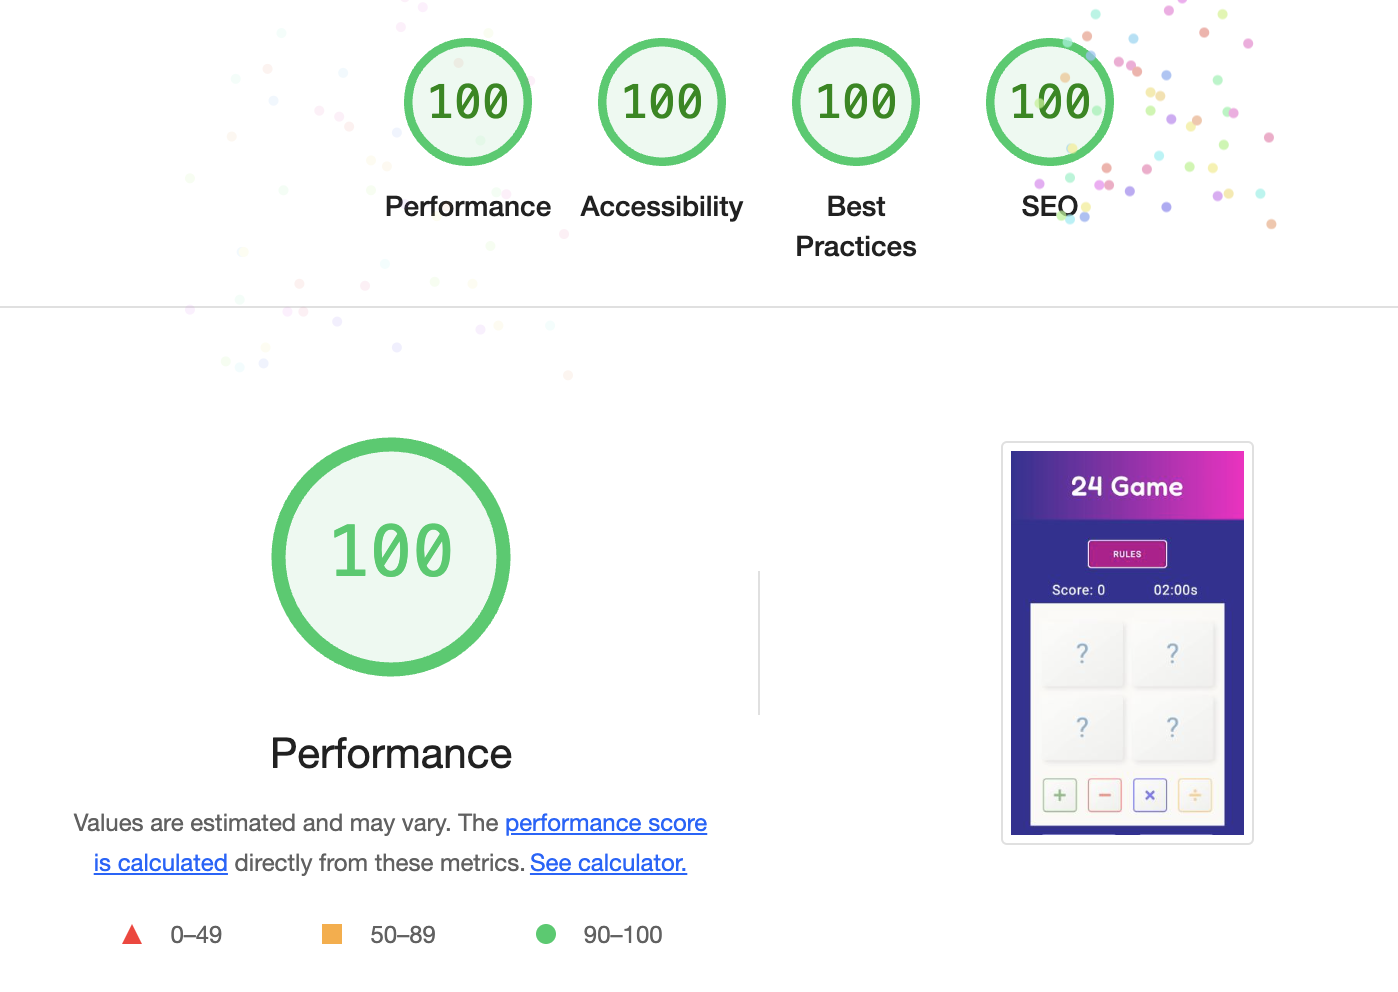 100
100
100
100
Performance
Accessibility
Best
Practices
SEO
100
Performance
Values are estimated and may vary. The performance score
is calculated directly from these metrics. See calculator.
0–49
50–89
90–100
24 Game
RULES
Score: 0
02:00s
? ?
? ?
+ − × ÷